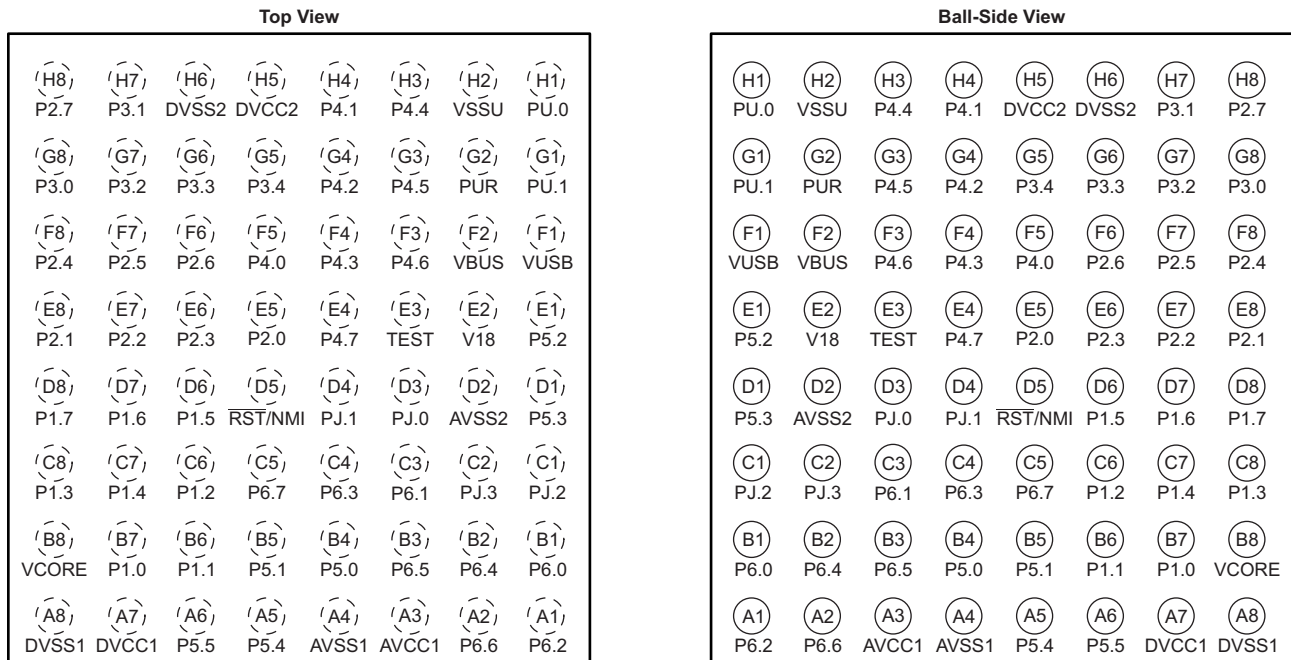 Top View Ball-Side View
H8 H7 H6 H5 H4 H3 H2 H1 H1 H2 H3 H4 H5 H6 H7 H8
P2.7 P3.1 DVSS2 DVCC2 P4.1 P4.4 VSSU PU.0 PU.0 VSSU P4.4 P4.1 DVCC2 DVSS2 P3.1 P2.7
G8 G7 G6 G5 G4 G3 G2 G1 G1 G2 G3 G4 G5 G6 G7 G8
P3.0 P3.2 P3.3 P3.4 P4.2 P4.5 PUR PU.1 PU.1 PUR P4.5 P4.2 P3.4 P3.3 P3.2 P3.0
F8 F7 F6 F5 F4 F3 F2 F1 F1 F2 F3 F4 F5 F6 F7 F8
P2.4 P2.5 P2.6 P4.0 P4.3 P4.6 VBUS VUSB VUSB VBUS P4.6 P4.3 P4.0 P2.6 P2.5 P2.4
E8 E7 E6 E5 E4 E3 E2 E1 E1 E2 E3 E4 E5 E6 E7 E8
P2.1 P2.2 P2.3 P2.0 P4.7 TEST V18 P5.2 P5.2 V18 TEST P4.7 P2.0 P2.3 P2.2 P2.1
D8 D7 D6 D5 D4 D3 D2 D1 D1 D2 D3 D4 D5 D6 D7 D8
P1.7 P1.6 P1.5 RST/NMI PJ.1 PJ.0 AVSS2 P5.3 P5.3 AVSS2 PJ.0 PJ.1 RST/NMI P1.5 P1.6 P1.7
C8 C7 C6 C5 C4 C3 C2 C1 C1 C2 C3 C4 C5 C6 C7 C8
P1.3 P1.4 P1.2 P6.7 P6.3 P6.1 PJ.3 PJ.2 PJ.2 PJ.3 P6.1 P6.3 P6.7 P1.2 P1.4 P1.3
B8 B7 B6 B5 B4 B3 B2 B1 B1 B2 B3 B4 B5 B6 B7 B8
VCORE P1.0 P1.1 P5.1 P5.0 P6.5 P6.4 P6.0 P6.0 P6.4 P6.5 P5.0 P5.1 P1.1 P1.0 VCORE
A8 A7 A6 A5 A4 A3 A2 A1 A1 A2 A3 A4 A5 A6 A7 A8
DVSS1 DVCC1 P5.5 P5.4 AVSS1 AVCC1 P6.6 P6.2 P6.2 P6.6 AVCC1 AVSS1 P5.4 P5.5 DVCC1 DVSS1